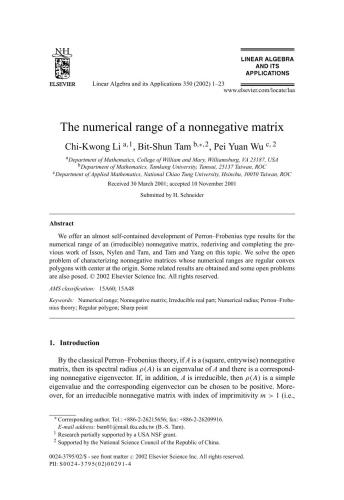 NH
ELSEVIER
LINEAR ALGEBRA
AND ITS
APPLICATIONS
Linear Algebra and its Applications 350 (2002) 1–23
www.elsevier.com/locate/laa
The numerical range of a nonnegative matrix
Chi-Kwong Li a,1, Bit-Shun Tam b,∗,2, Pei Yuan Wu c,2
a Department of Mathematics, College of William and Mary, Williamsburg, VA 23187, USA
b Department of Mathematics, Tamkang University, Tamsui, 25137 Taiwan, ROC
c Department of Applied Mathematics, National Chiao Tung University, Hsinchu, 30050 Taiwan, ROC
Received 30 March 2001; accepted 10 November 2001
Submitted by H. Schneider
Abstract
We offer an almost self-contained development of Perron–Frobenius type results for the
numerical range of an (irreducible) nonnegative matrix, rederiving and completing the pre-
vious work of Issos, Nylen and Tam, and Tam and Yang on this topic. We solve the open
problem of characterizing nonnegative matrices whose numerical ranges are regular convex
polygons with center at the origin. Some related results are obtained and some open problems
are also posed. © 2002 Elsevier Science Inc. All rights reserved.
AMS classification: 15A60; 15A48
Keywords: Numerical range; Nonnegative matrix; Irreducible real part; Numerical radius; Perron–Frobe-
nius theory; Regular polygon; Sharp point
1. Introduction
By the classical Perron–Frobenius theory, if A is a (square, entrywise) nonnegative
matrix, then its spectral radius ρ(A) is an eigenvalue of A and there is a correspond-
ing nonnegative eigenvector. If, in addition, A is irreducible, then ρ(A) is a simple
eigenvalue and the corresponding eigenvector can be chosen to be positive. More-
over, for an irreducible nonnegative matrix with index of imprimitivity m > 1 (i.e.,
∗ Corresponding author. Tel.: +886-2-26215656; fax: +886-2-26209916.
E-mail address: bsm01@mail.tku.edu.tw (B.-S. Tam).
1 Research partially supported by a USA NSF grant.
2 Supported by the National Science Council of the Republic of China.
0024-3795/02/$ - see front matter © 2002 Elsevier Science Inc. All rights reserved.
PII: S0024-3795(02)00291-4